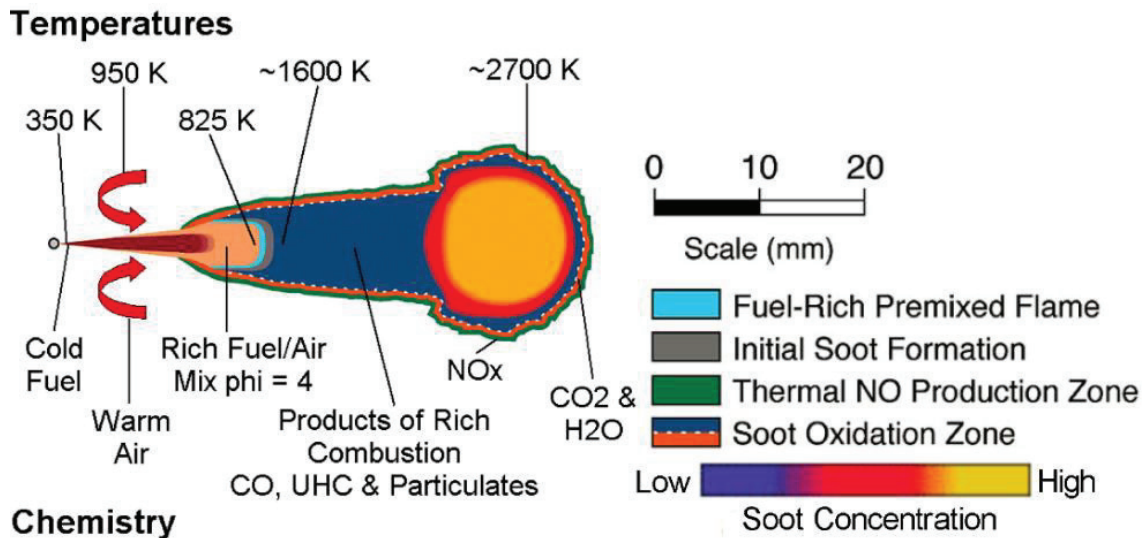 Temperatures
950 K
~1600 K
~2700 K
350 K
825 K
0 10 20
Scale (mm)
Cold
Fuel
Warm
Air
Rich Fuel/Air
Mix phi = 4
Products of Rich
Combustion
CO, UHC & Particulates
NOx
CO2 &
H2O
Fuel-Rich Premixed Flame
Initial Soot Formation
Thermal NO Production Zone
Soot Oxidation Zone
Low High
Soot Concentration
Chemistry